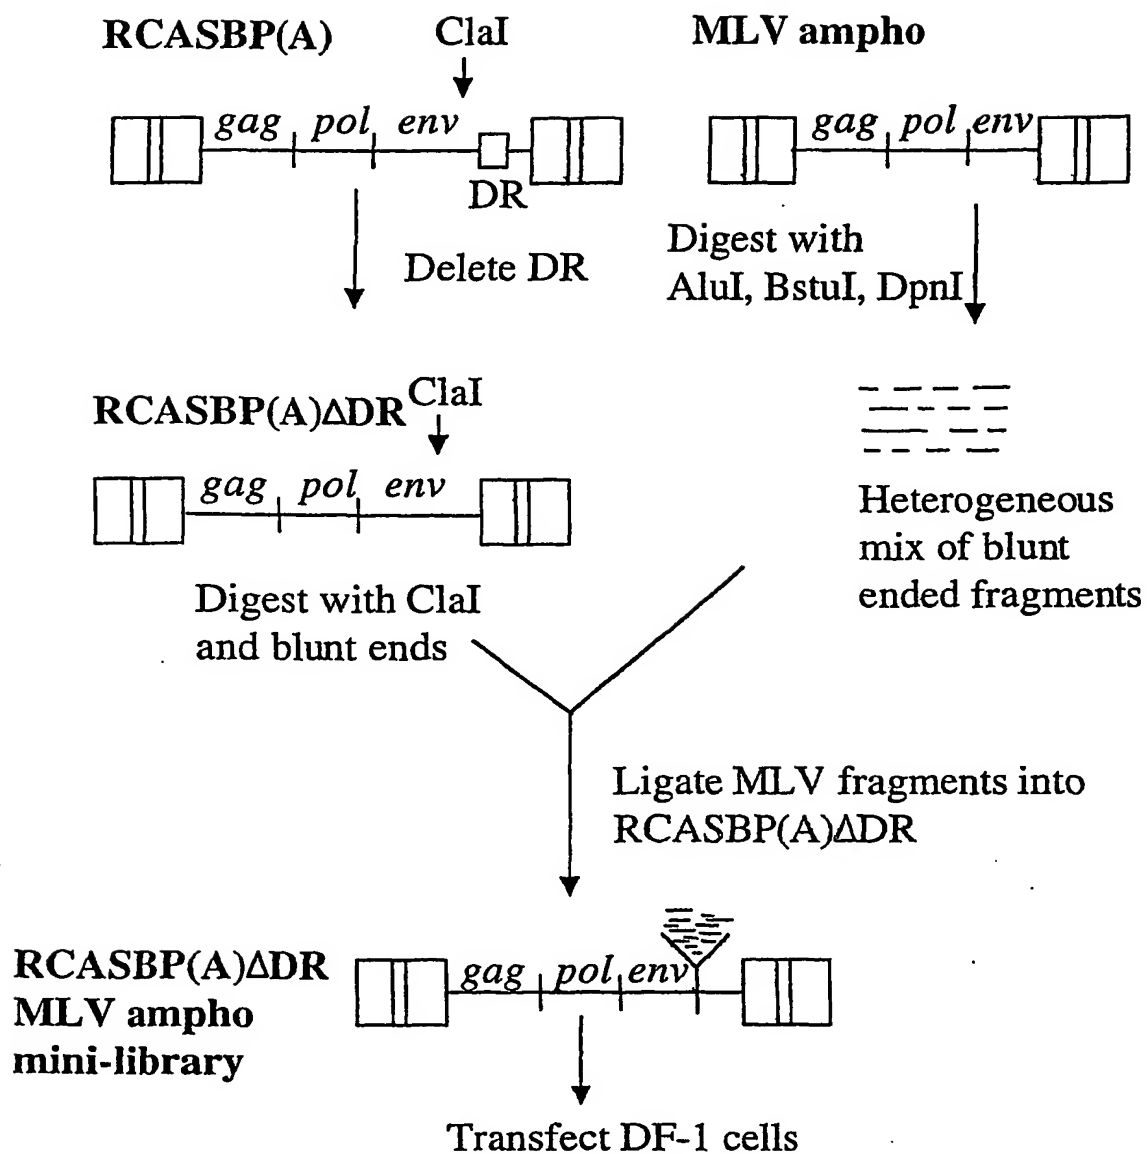 RCASBP(A)
ClaI
MLV ampho
gag pol env
DR
gag pol env
Delete DR
Digest with
AluI, BstuI, DpnI
RCASBP(A)ΔDR
ClaI
gag pol env
Heterogeneous
mix of blunt
ended fragments
Digest with ClaI
and blunt ends
Ligate MLV fragments into
RCASBP(A)ΔDR
RCASBP(A)ΔDR
MLV ampho
mini-library
gag pol env
Transfect DF-1 cells